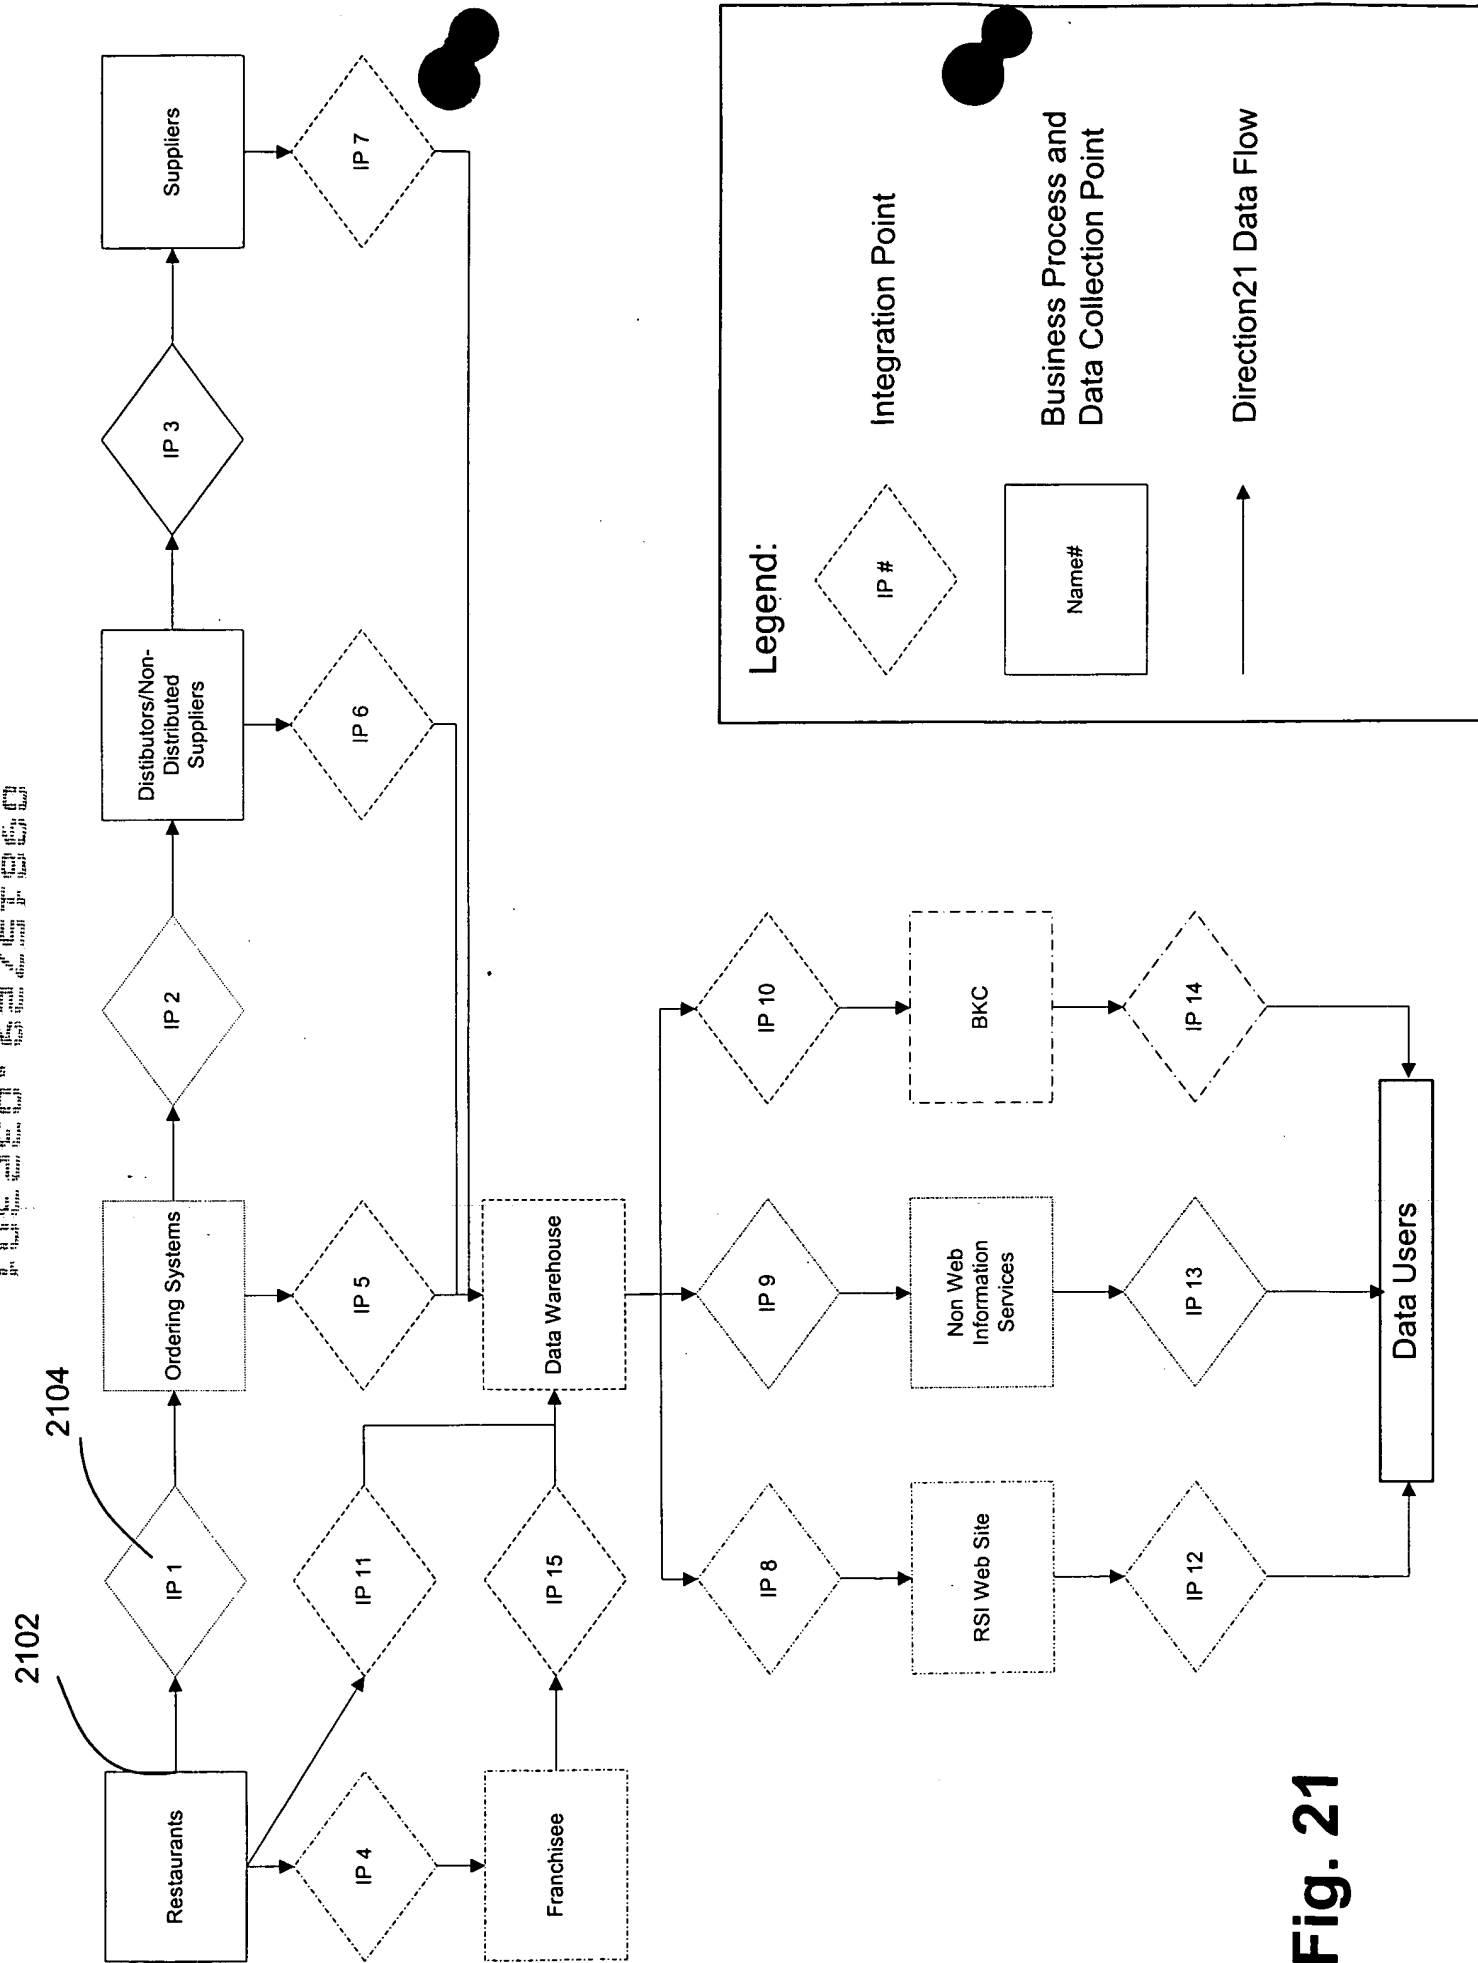 2102
2104
Restaurants
IP 1
Ordering Systems
IP 2
Distibutors/Non-
Distributed
Suppliers
IP 3
Suppliers
IP 4
IP 11
IP 5
IP 6
IP 7
Franchisee
IP 15
Data Warehouse
IP 8
IP 9
IP 10
RSI Web Site
Non Web
Information
Services
BKC
IP 12
IP 13
IP 14
Data Users
Legend:
IP #
Integration Point
Name#
Business Process and
Data Collection Point
Direction21 Data Flow
Fig. 21